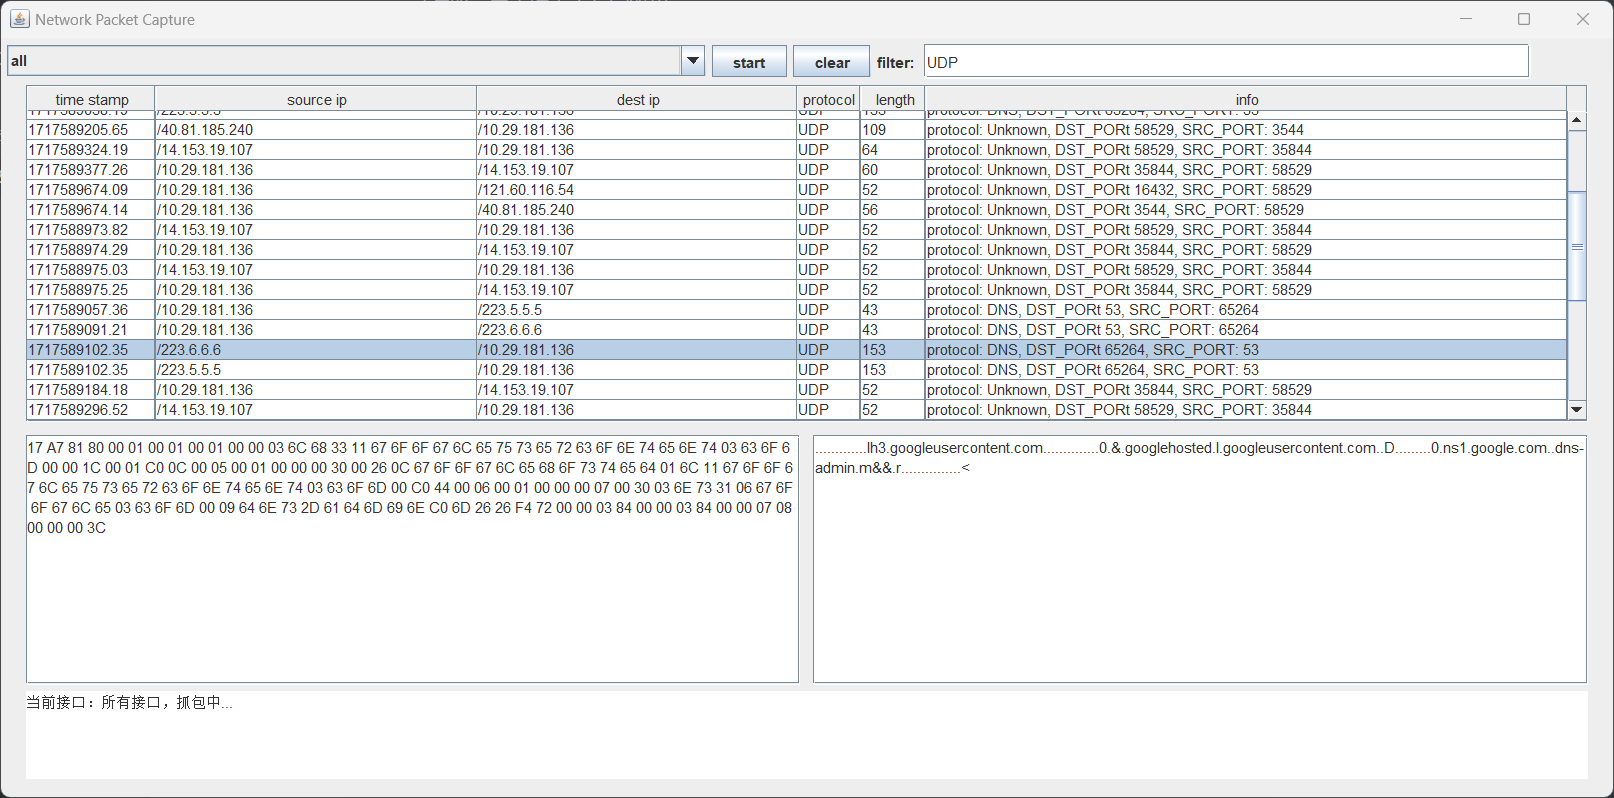 Network Packet Capture
all start clear filter: UDP
time stamp source ip dest ip protocol length info
1717589205.65 /40.81.185.240 /10.29.181.136 UDP 109 protocol: Unknown, DST_PORt 58529, SRC_PORT: 3544
1717589324.19 /14.153.19.107 /10.29.181.136 UDP 64 protocol: Unknown, DST_PORt 58529, SRC_PORT: 35844
1717589377.26 /10.29.181.136 /14.153.19.107 UDP 60 protocol: Unknown, DST_PORt 35844, SRC_PORT: 58529
1717589674.09 /10.29.181.136 /121.60.116.54 UDP 52 protocol: Unknown, DST_PORt 16432, SRC_PORT: 58529
1717589674.14 /10.29.181.136 /40.81.185.240 UDP 56 protocol: Unknown, DST_PORt 3544, SRC_PORT: 58529
1717588973.82 /14.153.19.107 /10.29.181.136 UDP 52 protocol: Unknown, DST_PORt 58529, SRC_PORT: 35844
1717588974.29 /10.29.181.136 /14.153.19.107 UDP 52 protocol: Unknown, DST_PORt 35844, SRC_PORT: 58529
1717588975.03 /14.153.19.107 /10.29.181.136 UDP 52 protocol: Unknown, DST_PORt 58529, SRC_PORT: 35844
1717588975.25 /10.29.181.136 /14.153.19.107 UDP 52 protocol: Unknown, DST_PORt 35844, SRC_PORT: 58529
1717589057.36 /10.29.181.136 /223.5.5.5 UDP 43 protocol: DNS, DST_PORt 53, SRC_PORT: 65264
1717589091.21 /10.29.181.136 /223.6.6.6 UDP 43 protocol: DNS, DST_PORt 53, SRC_PORT: 65264
1717589102.35 /223.6.6.6 /10.29.181.136 UDP 153 protocol: DNS, DST_PORt 65264, SRC_PORT: 53
1717589102.35 /223.5.5.5 /10.29.181.136 UDP 153 protocol: DNS, DST_PORt 65264, SRC_PORT: 53
1717589184.18 /10.29.181.136 /14.153.19.107 UDP 52 protocol: Unknown, DST_PORt 35844, SRC_PORT: 58529
1717589296.52 /14.153.19.107 /10.29.181.136 UDP 52 protocol: Unknown, DST_PORt 58529, SRC_PORT: 35844
17 A7 81 80 00 01 00 01 00 01 00 00 03 6C 68 33 11 67 6F 6F 67 6C 65 75 73 65 72 63 6F 6E 74 65 6E 74 03 63 6F 6
D 00 00 1C 00 01 C0 0C 00 05 00 01 00 00 00 30 00 26 0C 67 6F 6F 67 6C 65 68 6F 73 74 65 64 01 6C 11 67 6F 6F 6
7 6C 65 75 73 65 72 63 6F 6E 74 65 6E 74 03 63 6F 6D 00 C0 44 00 06 00 01 00 00 00 07 00 30 03 6E 73 31 06 67 6F
6F 67 6C 65 03 63 6F 6D 00 09 64 6E 73 2D 61 64 6D 69 6E C0 6D 26 26 F4 72 00 00 03 84 00 00 03 84 00 00 07 08
00 00 00 3C
.............lh3.googleusercontent.com..............0.&.googlehosted.l.googleusercontent.com..D.........0.ns1.google.com..dns-
admin.m&&.r...............<
当前接口：所有接口，抓包中...